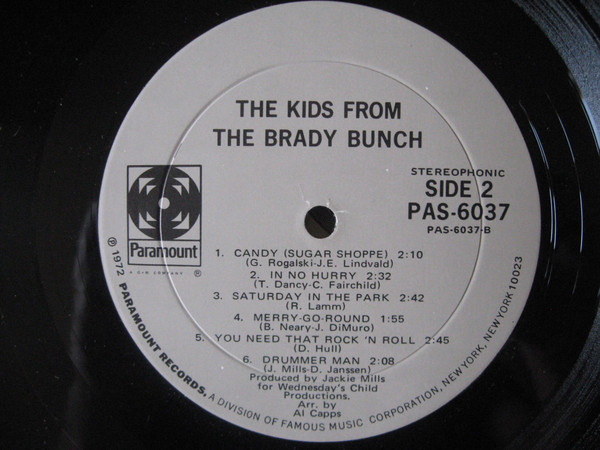 THE KIDS FROM
THE BRADY BUNCH
STEREOPHONIC
SIDE 2
PAS-6037
PAS-6037-B
Paramount
A G+W COMPANY
®
1. CANDY (SUGAR SHOPPE) 2:10
(G. Rogalski-J.E. Lindvald)
2. IN NO HURRY 2:32
(T. Dancy-C. Fairchild)
3. SATURDAY IN THE PARK 2:42
(R. Lamm)
4. MERRY-GO-ROUND 1:55
(B. Neary-J. DiMuro)
5. YOU NEED THAT ROCK 'N ROLL 2:45
(D. Hull)
6. DRUMMER MAN 2:08
(J. Mills-D. Janssen)
Produced by Jackie Mills
for Wednesday's Child
Productions.
Arr. by
Al Capps
℗ 1972 PARAMOUNT RECORDS, A DIVISION OF FAMOUS MUSIC CORPORATION, NEW YORK, NEW YORK 10023